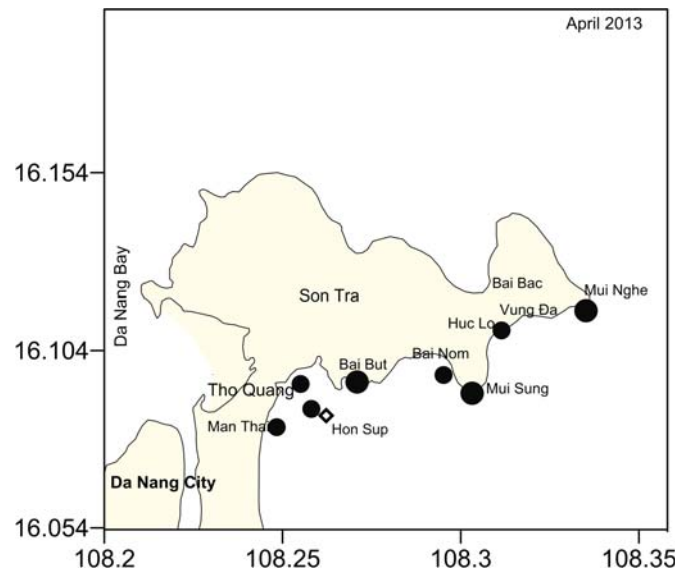 April 2013
16.154
Da Nang Bay
Son Tra
Bai Bac
Mui Nghe
Vung Đa
Huc Lo
16.104
Bai Nom
Bai But
Tho Quang
Mui Sung
Man Thai
Hon Sup
Da Nang City
16.054
108.2 108.25 108.3 108.35